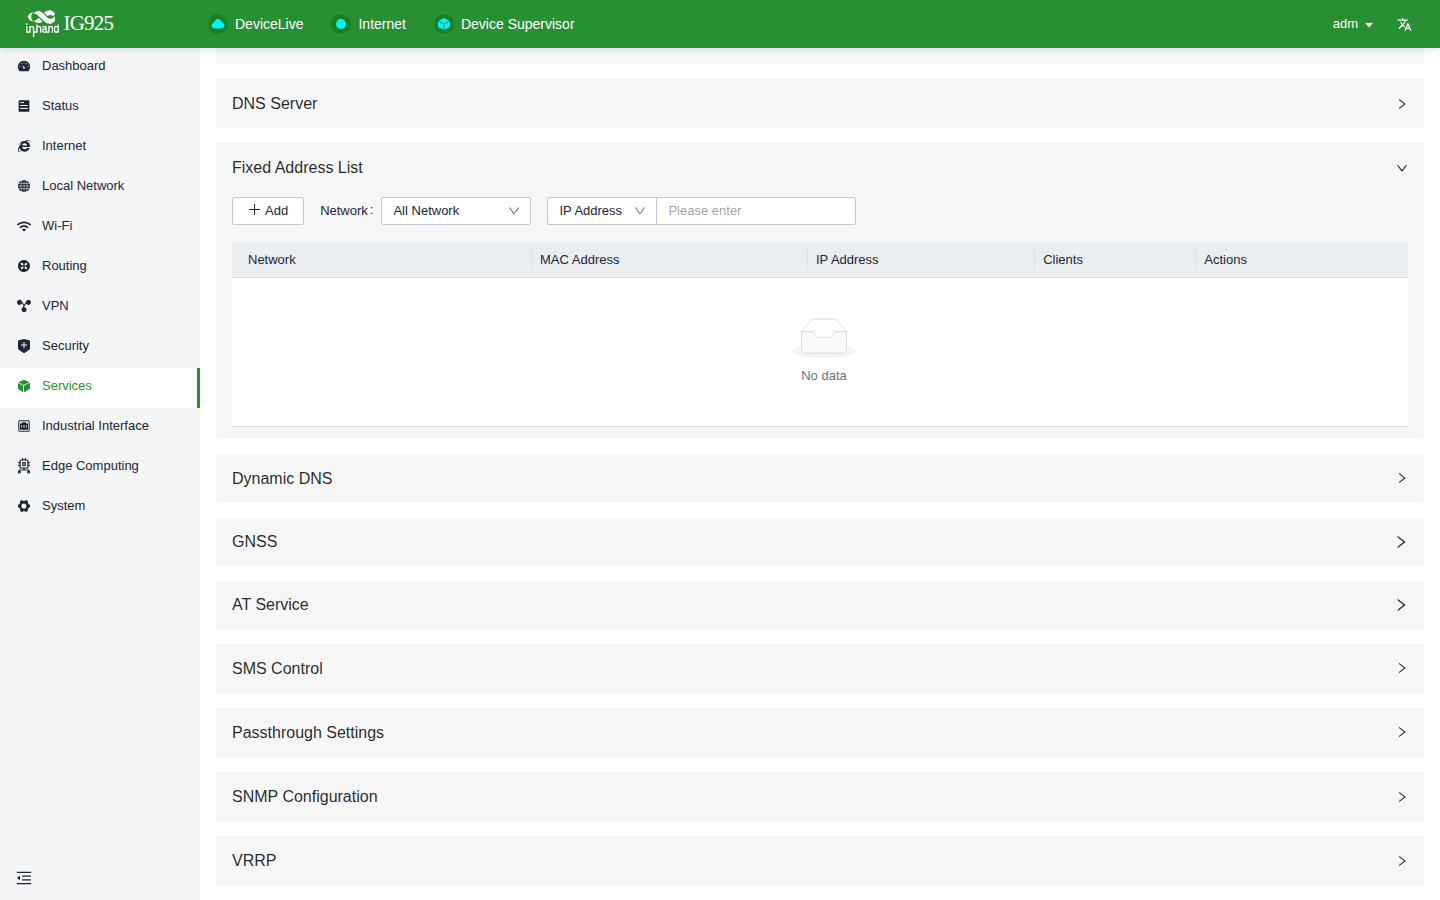 inhand IG925
DeviceLive
Internet
Device Supervisor
adm
Dashboard
Status
Internet
Local Network
Wi-Fi
Routing
VPN
Security
Services
Industrial Interface
Edge Computing
System
DNS Server
Fixed Address List
Add
Network:
All Network
IP Address
Please enter
Network
MAC Address
IP Address
Clients
Actions
No data
Dynamic DNS
GNSS
AT Service
SMS Control
Passthrough Settings
SNMP Configuration
VRRP